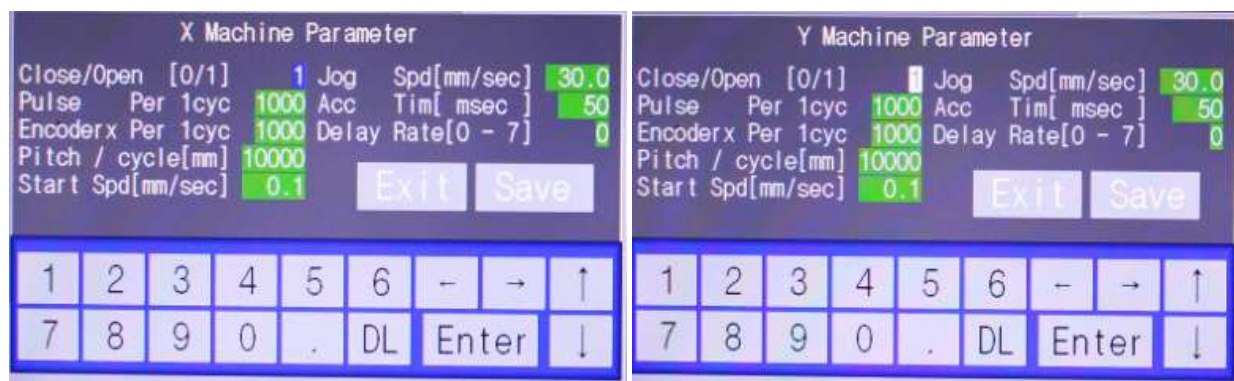 X Machine Parameter
Close/Open [0/1] 1 Jog Spd[mm/sec] 30.0
Pulse Per 1cyc 1000 Acc Tim[ msec ] 50
Encoderx Per 1cyc 1000 Delay Rate[0 - 7] 0
Pitch / cycle[mm] 10000
Start Spd[mm/sec] 0.1 Exit Save
1 2 3 4 5 6 ← → ↑
7 8 9 0 . DL Enter ↓
Y Machine Parameter
Close/Open [0/1] 1 Jog Spd[mm/sec] 30.0
Pulse Per 1cyc 1000 Acc Tim[ msec ] 50
Encoderx Per 1cyc 1000 Delay Rate[0 - 7] 0
Pitch / cycle[mm] 10000
Start Spd[mm/sec] 0.1 Exit Save
1 2 3 4 5 6 ← → ↑
7 8 9 0 . DL Enter ↓